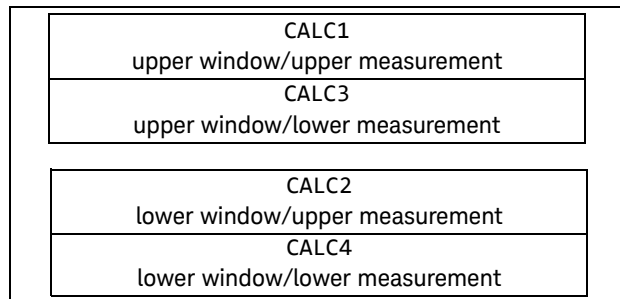 CALC1
upper window/upper measurement
CALC3
upper window/lower measurement
CALC2
lower window/upper measurement
CALC4
lower window/lower measurement